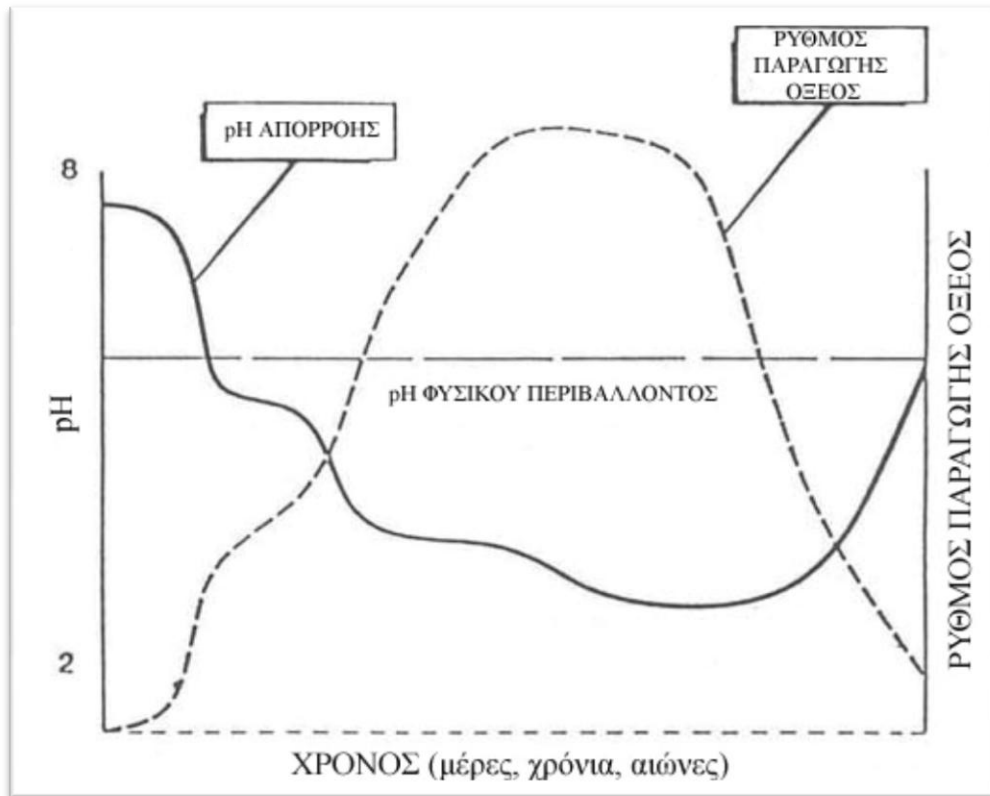 ΡΥΘΜΟΣ
ΠΑΡΑΓΩΓΗΣ
ΟΞΕΟΣ
pH ΑΠΟΡΡΟΗΣ
8
pH ΦΥΣΙΚΟΥ ΠΕΡΙΒΑΛΛΟΝΤΟΣ
pH
ΡΥΘΜΟΣ ΠΑΡΑΓΩΓΗΣ ΟΞΕΟΣ
2
ΧΡΟΝΟΣ (μέρες, χρόνια, αιώνες)